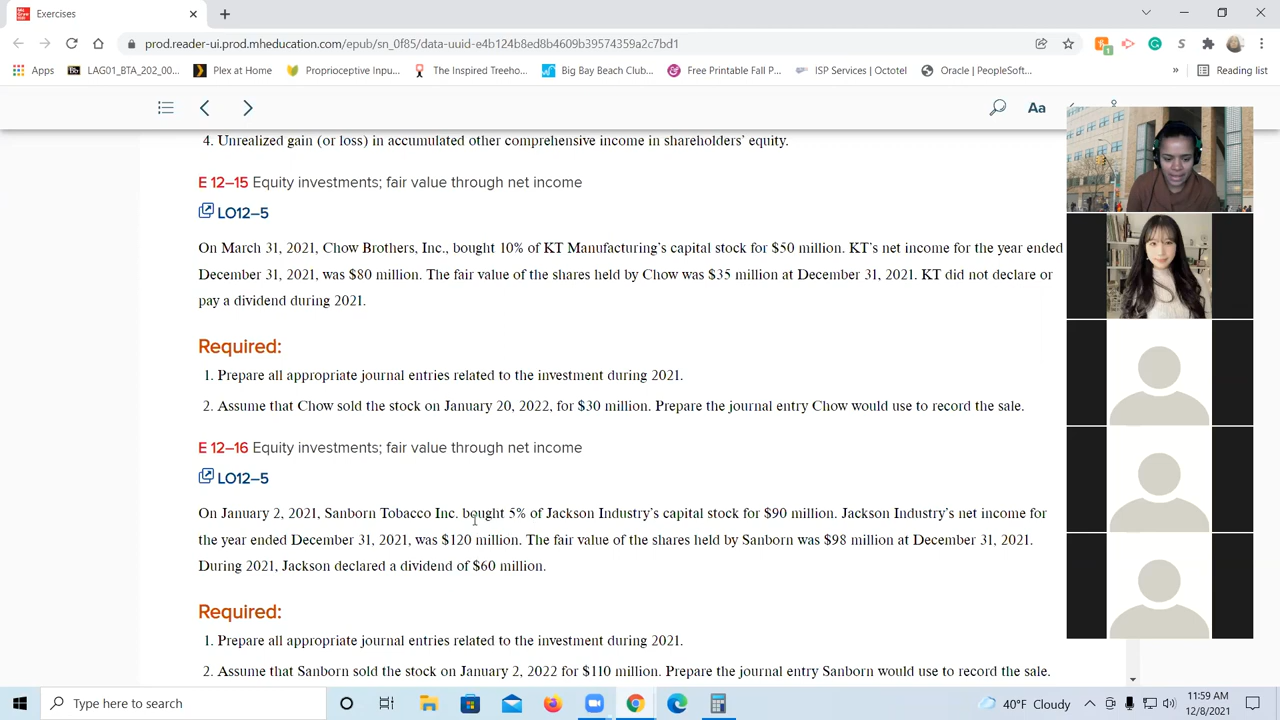 Exercises
prod.reader-ui.prod.mheducation.com/epub/sn_0f85/data-uuid-e4b124b8ed8b4609b39574359a2c7bd1
Apps
LAG01_BTA_202_00...
Plex at Home
Proprioceptive Inpu...
The Inspired Treeho...
Big Bay Beach Club...
Free Printable Fall P...
ISP Services | Octotel
Oracle | PeopleSoft...
»
Reading list
Aa
4. Unrealized gain (or loss) in accumulated other comprehensive income in shareholders’ equity.
E 12–15 Equity investments; fair value through net income
LO12–5
On March 31, 2021, Chow Brothers, Inc., bought 10% of KT Manufacturing’s capital stock for $50 million. KT’s net income for the year ended
December 31, 2021, was $80 million. The fair value of the shares held by Chow was $35 million at December 31, 2021. KT did not declare or
pay a dividend during 2021.
Required:
1. Prepare all appropriate journal entries related to the investment during 2021.
2. Assume that Chow sold the stock on January 20, 2022, for $30 million. Prepare the journal entry Chow would use to record the sale.
E 12–16 Equity investments; fair value through net income
LO12–5
On January 2, 2021, Sanborn Tobacco Inc. bought 5% of Jackson Industry’s capital stock for $90 million. Jackson Industry’s net income for
the year ended December 31, 2021, was $120 million. The fair value of the shares held by Sanborn was $98 million at December 31, 2021.
During 2021, Jackson declared a dividend of $60 million.
Required:
1. Prepare all appropriate journal entries related to the investment during 2021.
2. Assume that Sanborn sold the stock on January 2, 2022 for $110 million. Prepare the journal entry Sanborn would use to record the sale.
Type here to search
40°F Cloudy
11:59 AM
12/8/2021